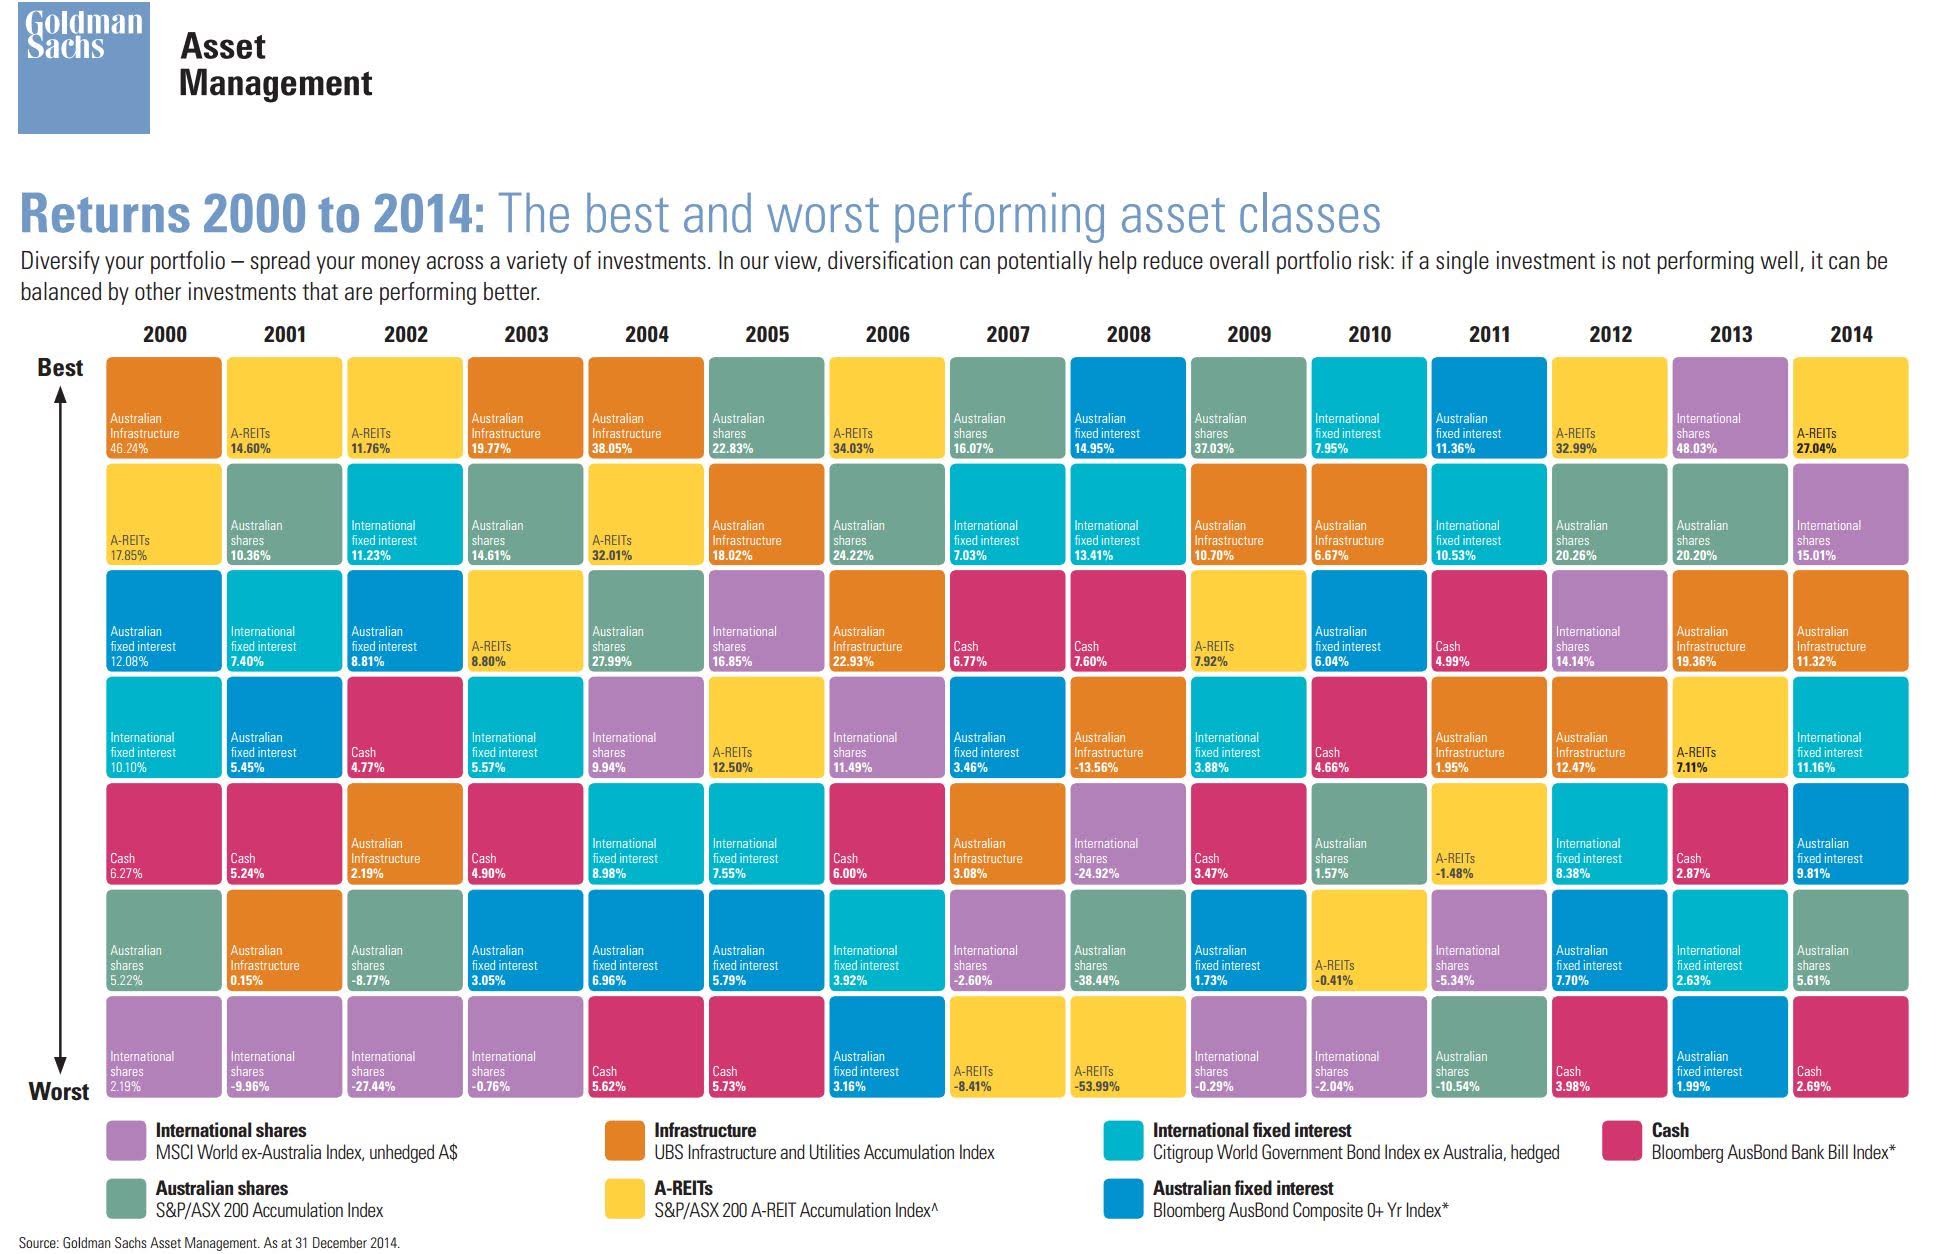 Goldman
Sachs
Asset
Management
Returns 2000 to 2014: The best and worst performing asset classes
Diversify your portfolio – spread your money across a variety of investments. In our view, diversification can potentially help reduce overall portfolio risk: if a single investment is not performing well, it can be
balanced by other investments that are performing better.
2000 2001 2002 2003 2004 2005 2006 2007 2008 2009 2010 2011 2012 2013 2014
Best
Australian Australian Australian Australian Australian Australian Australian International Australian International
Infrastructure A-REITs A-REITs Infrastructure Infrastructure shares A-REITs shares fixed interest shares fixed interest fixed interest A-REITs shares A-REITs
46.24% 14.60% 11.76% 19.77% 38.05% 22.83% 34.03% 16.07% 14.95% 37.03% 7.95% 11.36% 32.99% 48.03% 27.04%
Australian International Australian Australian Australian International International Australian Australian International Australian Australian International
A-REITs shares fixed interest shares A-REITs Infrastructure shares fixed interest fixed interest Infrastructure Infrastructure fixed interest shares shares shares
17.85% 10.36% 11.23% 14.61% 32.01% 18.02% 24.22% 7.03% 13.41% 10.70% 6.67% 10.53% 20.26% 20.20% 15.01%
Australian International Australian Australian International Australian Australian International Australian Australian
fixed interest fixed interest fixed interest A-REITs shares shares Infrastructure Cash Cash A-REITs fixed interest Cash shares Infrastructure Infrastructure
12.08% 7.40% 8.81% 8.80% 27.99% 16.85% 22.93% 6.77% 7.60% 7.92% 6.04% 4.99% 14.14% 19.36% 11.32%
International Australian International International International Australian Australian International Australian Australian International
fixed interest fixed interest Cash fixed interest shares A-REITs shares fixed interest Infrastructure fixed interest Cash Infrastructure Infrastructure A-REITs fixed interest
10.10% 5.45% 4.77% 5.57% 9.94% 12.50% 11.49% 3.46% -13.56% 3.88% 4.66% 1.95% 12.47% 7.11% 11.16%
Australian International International Australian International Australian International Australian
Cash Cash Infrastructure Cash fixed interest fixed interest Cash Infrastructure shares Cash shares A-REITs fixed interest Cash fixed interest
6.27% 5.24% 2.19% 4.90% 8.98% 7.55% 6.00% 3.08% -24.92% 3.47% 1.57% -1.48% 8.38% 2.87% 9.81%
Australian Australian Australian Australian Australian Australian International International Australian Australian International Australian International Australian
shares Infrastructure shares fixed interest fixed interest fixed interest fixed interest shares shares fixed interest A-REITs shares fixed interest fixed interest shares
5.22% 0.15% -8.77% 3.05% 6.96% 5.79% 3.92% -2.60% -38.44% 1.73% -0.41% -5.34% 7.70% 2.63% 5.61%
International International International International Australian International International Australian Australian
shares shares shares shares Cash Cash fixed interest A-REITs A-REITs shares shares shares Cash fixed interest Cash
2.19% -9.96% -27.44% -0.76% 5.62% 5.73% 3.16% -8.41% -53.99% -0.29% -2.04% -10.54% 3.98% 1.99% 2.69%
Worst
International shares
MSCI World ex-Australia Index, unhedged A$
Infrastructure
UBS Infrastructure and Utilities Accumulation Index
International fixed interest
Citigroup World Government Bond Index ex Australia, hedged
Cash
Bloomberg AusBond Bank Bill Index*
Australian shares
S&P/ASX 200 Accumulation Index
A-REITs
S&P/ASX 200 A-REIT Accumulation Index^
Australian fixed interest
Bloomberg AusBond Composite 0+ Yr Index*
Source: Goldman Sachs Asset Management. As at 31 December 2014.